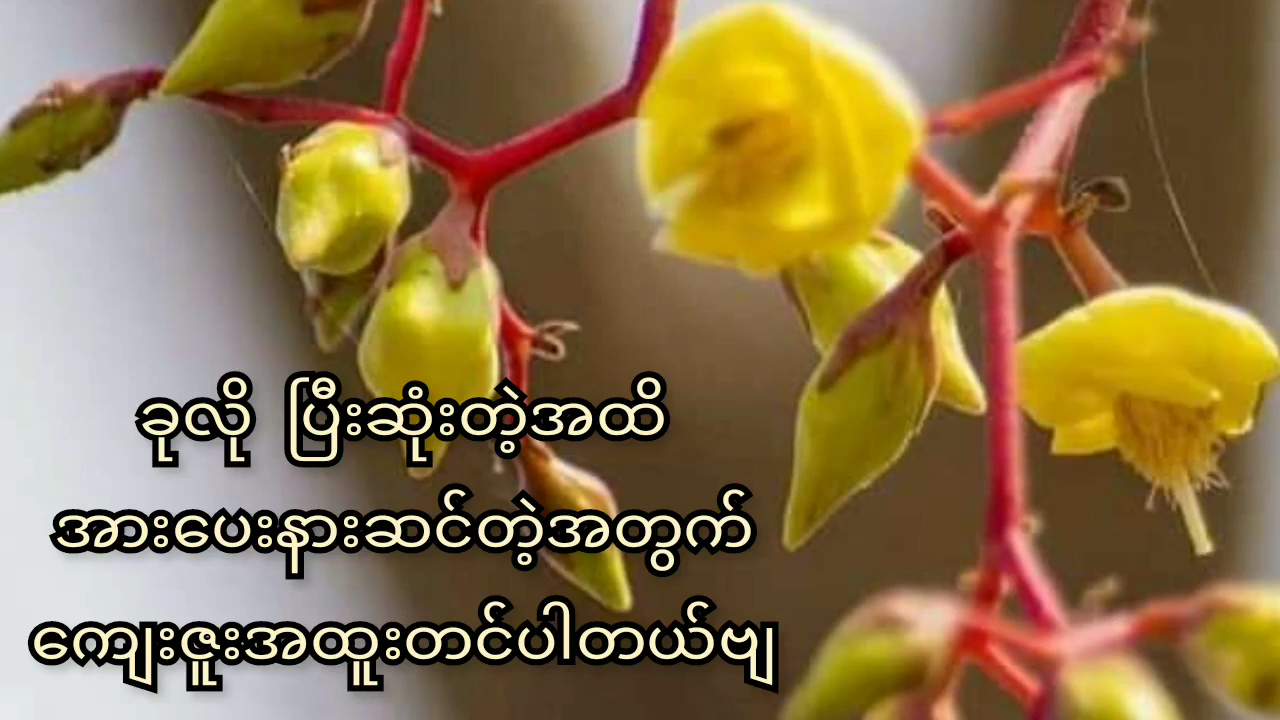 ခုလို ပြီးဆုံးတဲ့အထိ
အားပေးနားဆင်တဲ့အတွက်
ကျေးဇူးအထူးတင်ပါတယ်ဗျ